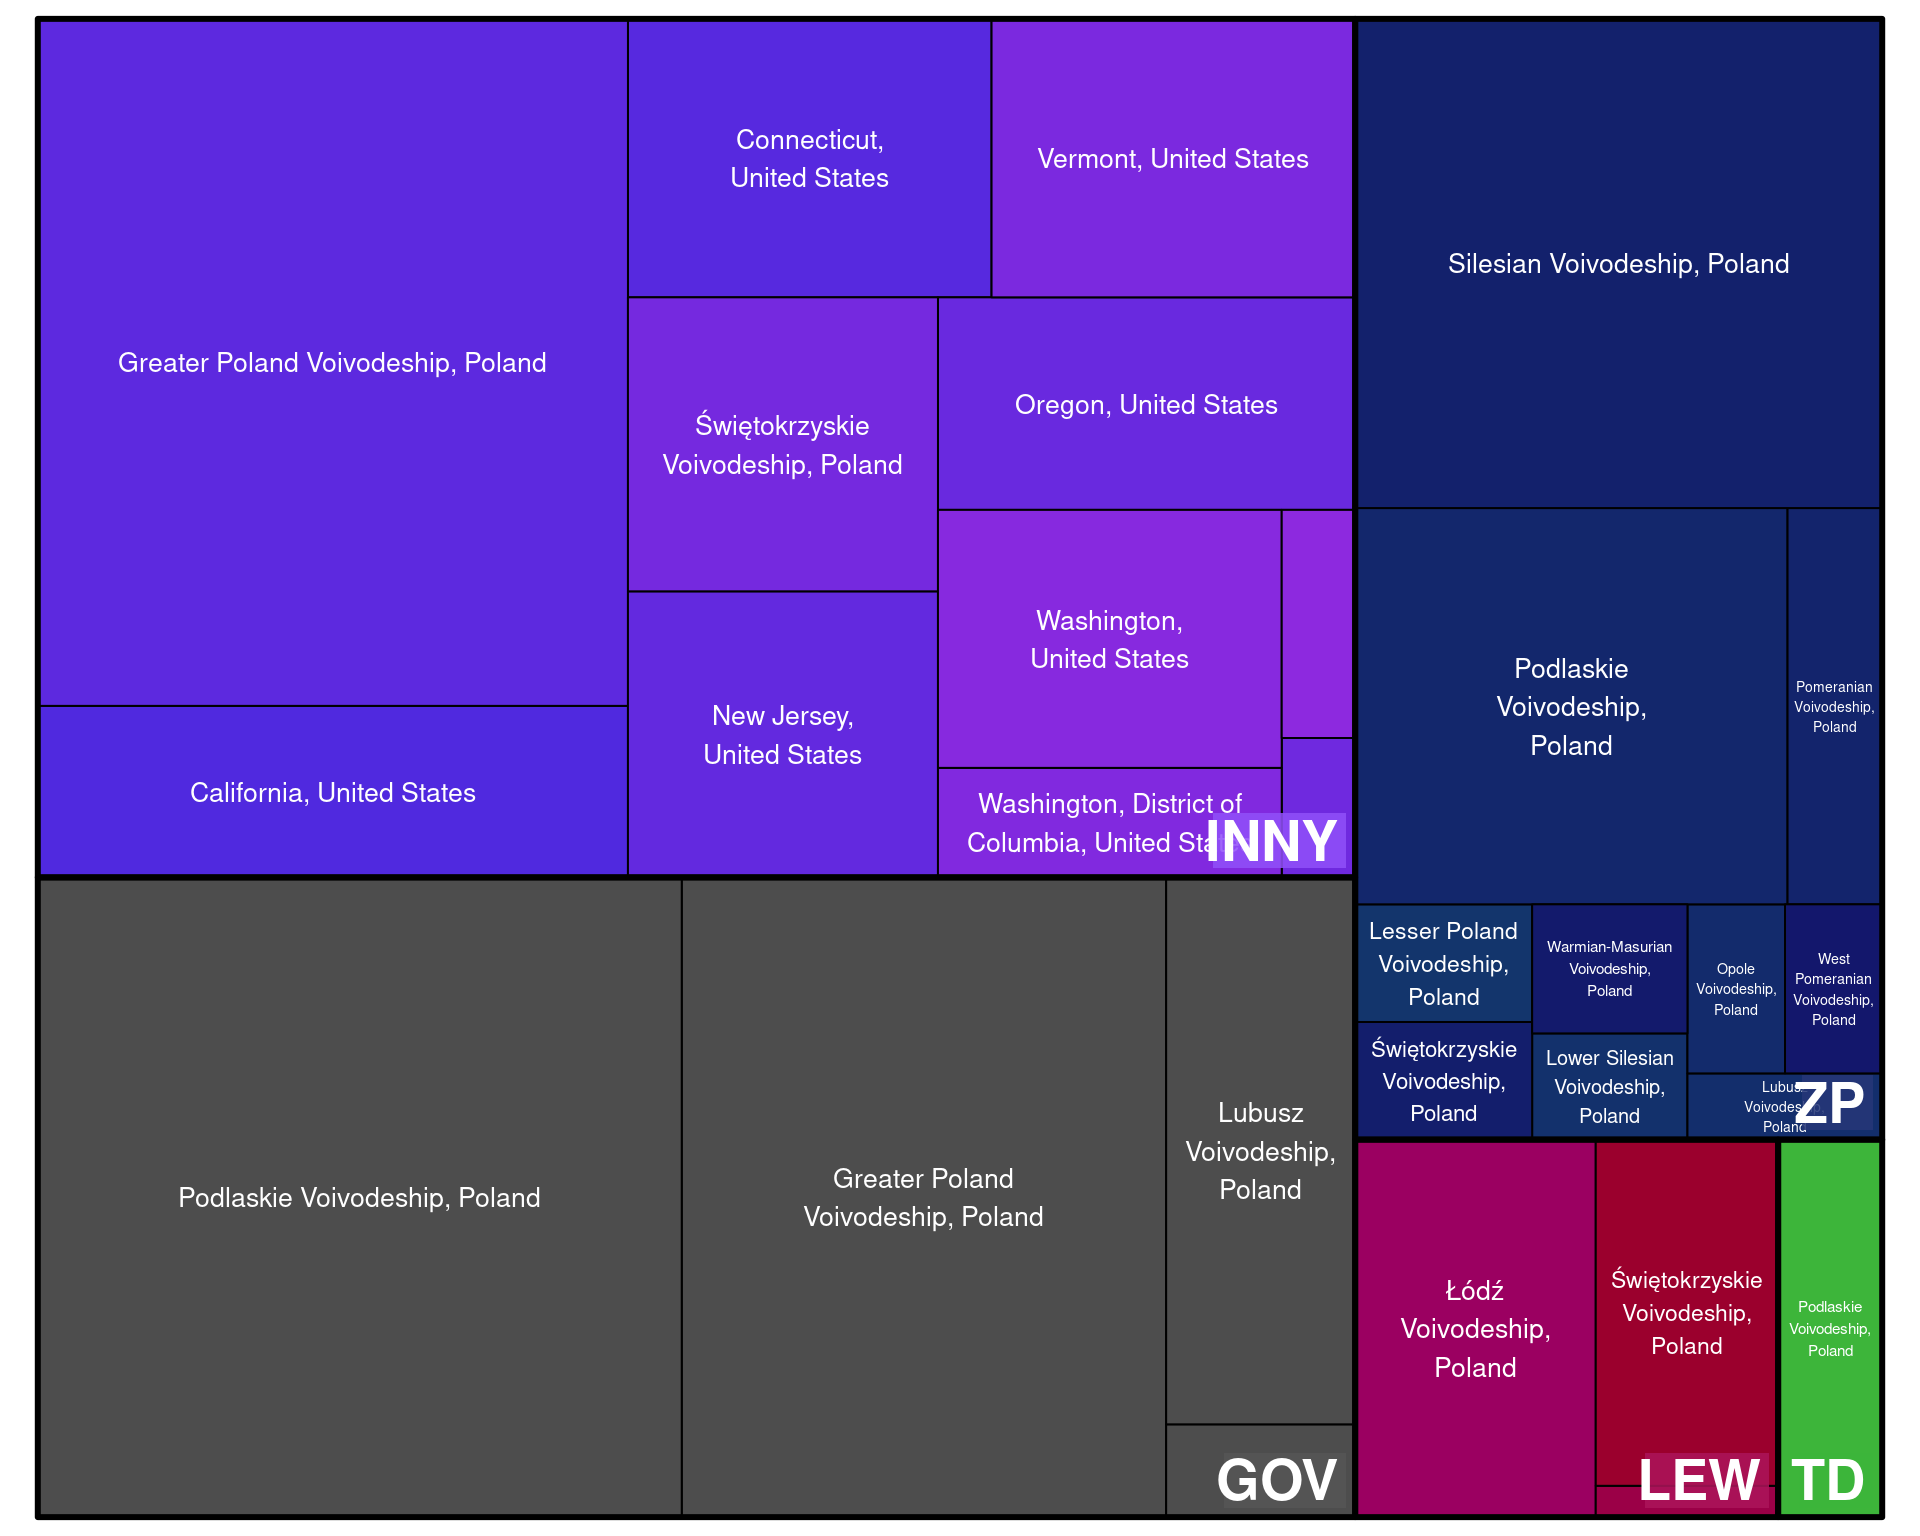 Greater Poland Voivodeship, Poland
California, United States
Connecticut,
United States
Vermont, United States
Świętokrzyskie
Voivodeship, Poland
Oregon, United States
New Jersey,
United States
Washington,
United States
Washington, District of
Columbia, United
INNY
Podlaskie Voivodeship, Poland
Greater Poland
Voivodeship, Poland
Lubusz
Voivodeship,
Poland
GOV
Silesian Voivodeship, Poland
Podlaskie
Voivodeship,
Poland
Pomeranian
Voivodeship,
Poland
Lesser Poland
Voivodeship,
Poland
Świętokrzyskie
Voivodeship,
Poland
Warmian-Masurian
Voivodeship,
Poland
Lower Silesian
Voivodeship,
Poland
Opole
Voivodeship,
Poland
West
Pomeranian
Voivodeship,
Poland
Poland
ZP
Łódź
Voivodeship,
Poland
Świętokrzyskie
Voivodeship,
Poland
LEW
Podlaskie
Voivodeship,
Poland
TD